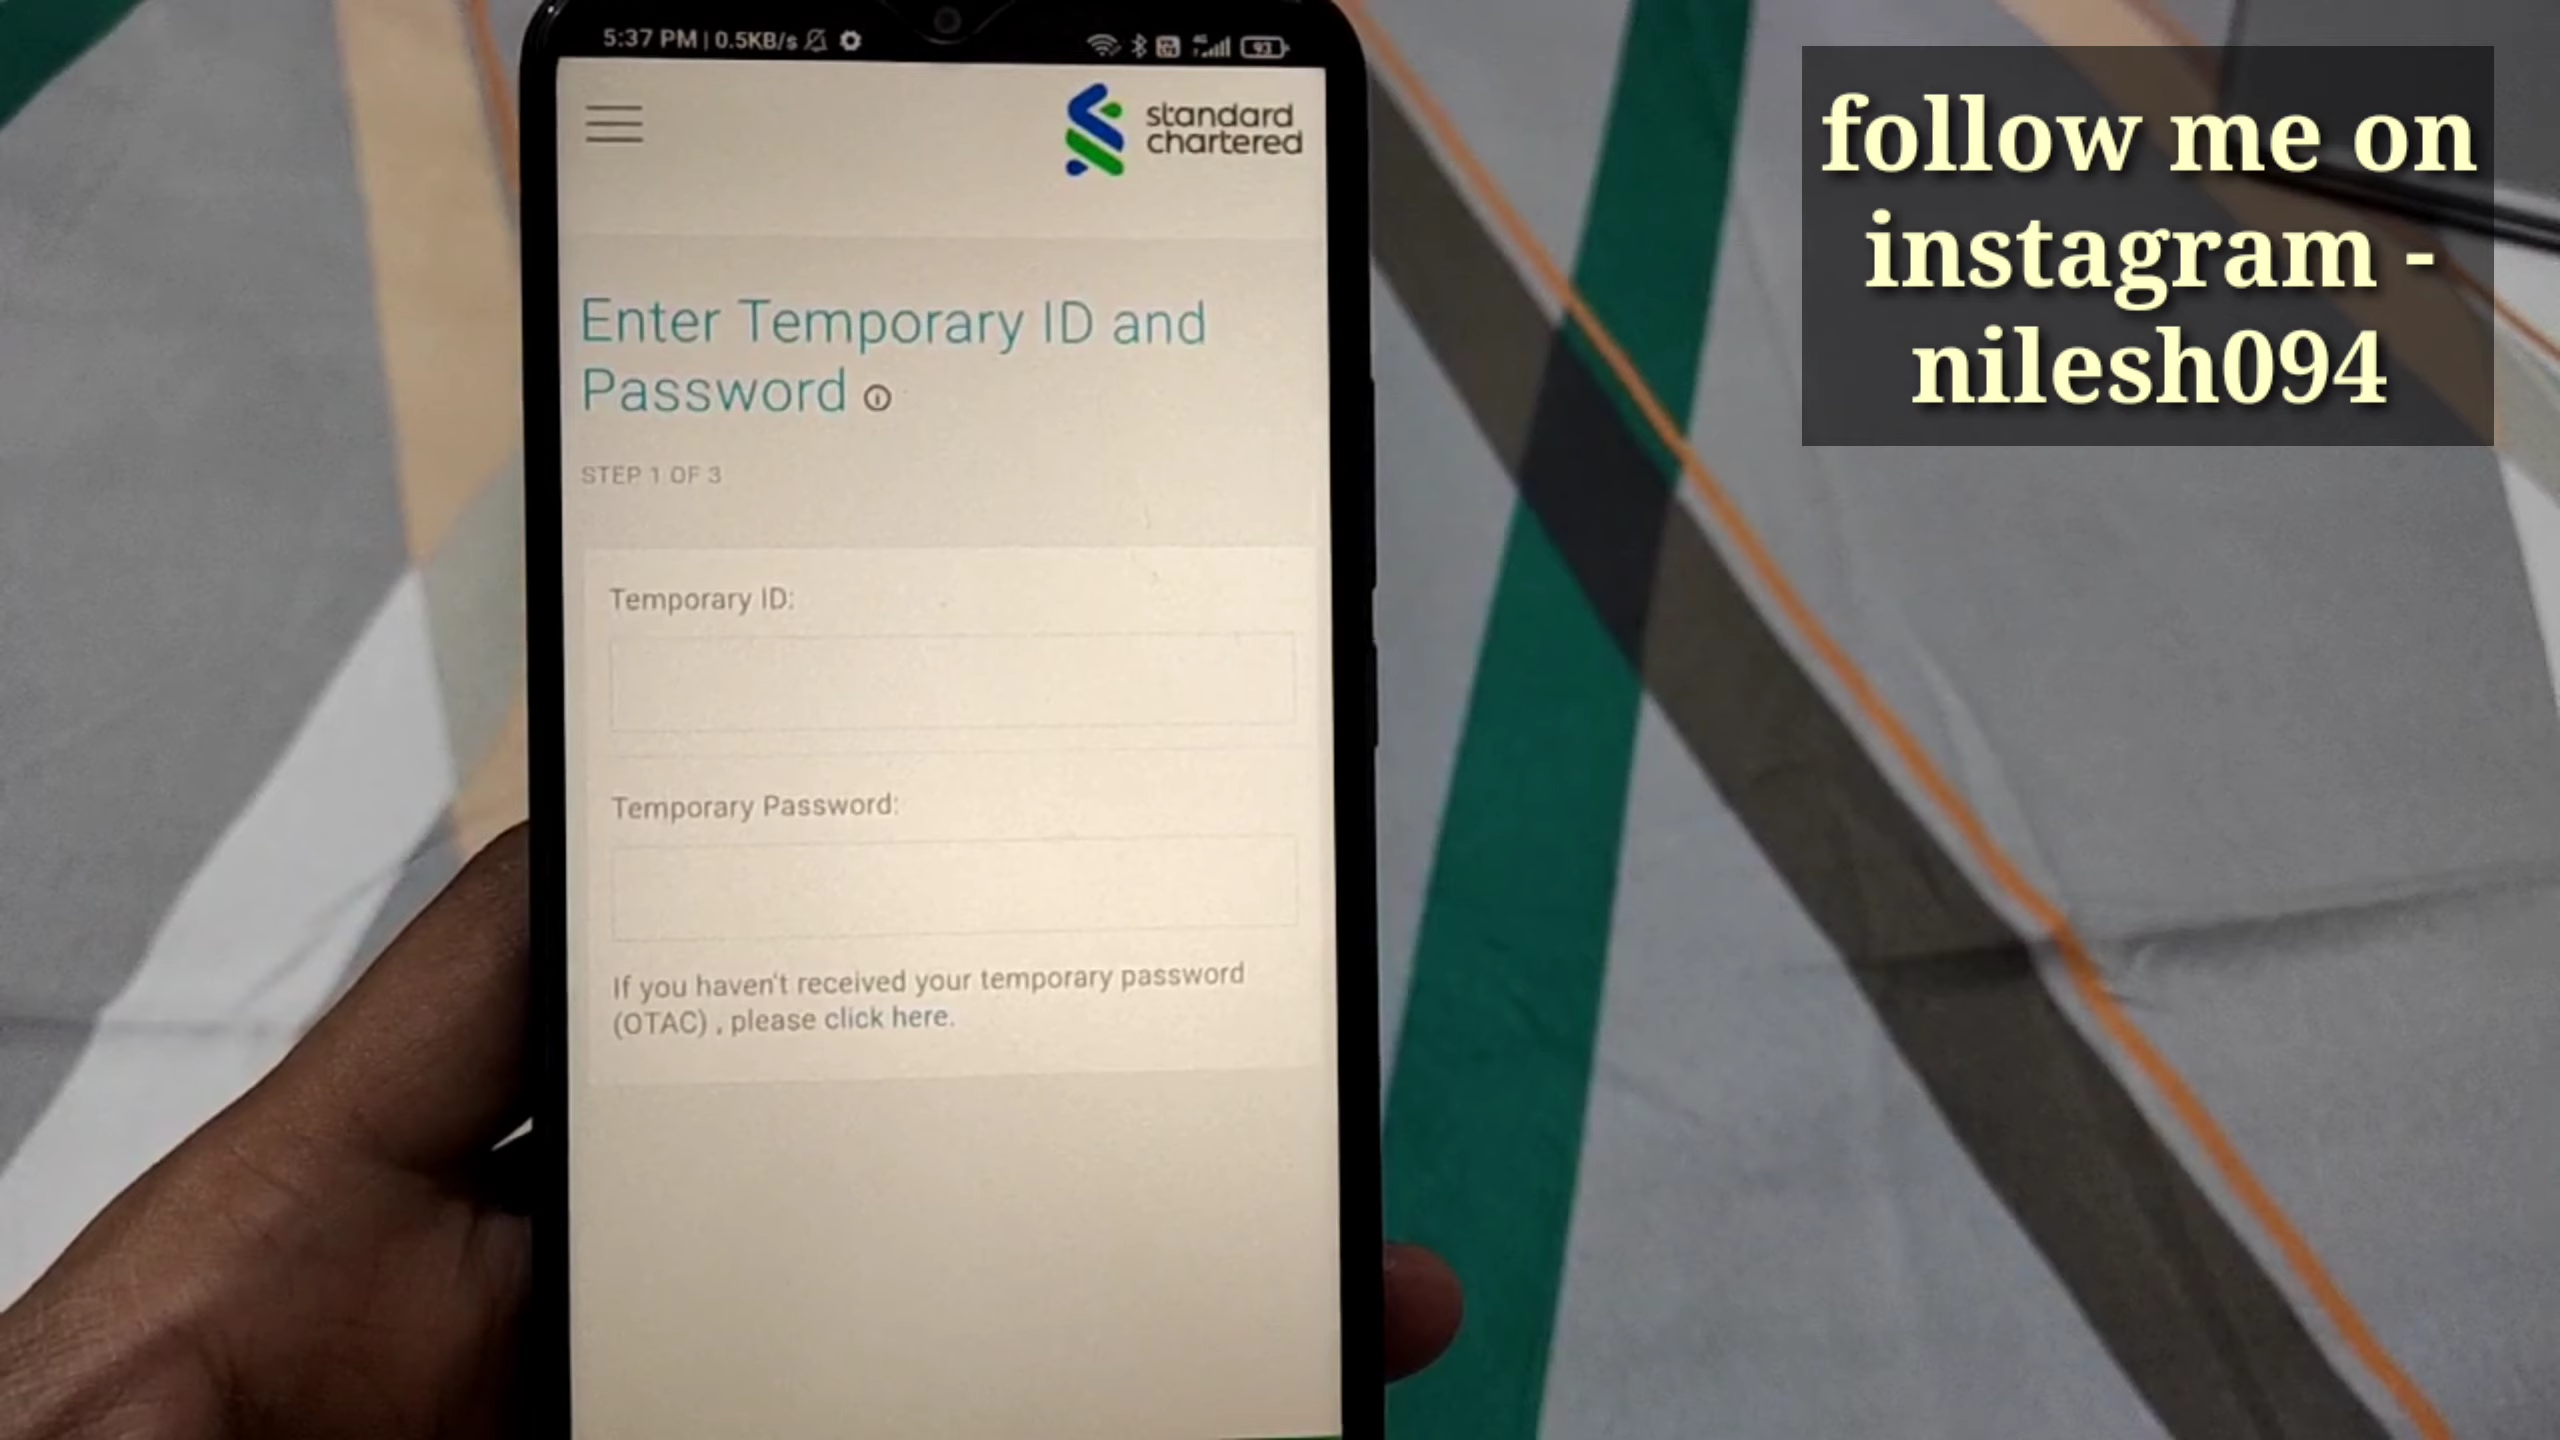 5:37 PM | 0.5KB/s
93
standard
chartered
Enter Temporary ID and
Password
STEP 1 OF 3
Temporary ID:
Temporary Password:
If you haven't received your temporary password
(OTAC) , please click here.
follow me on
instagram -
nilesh094